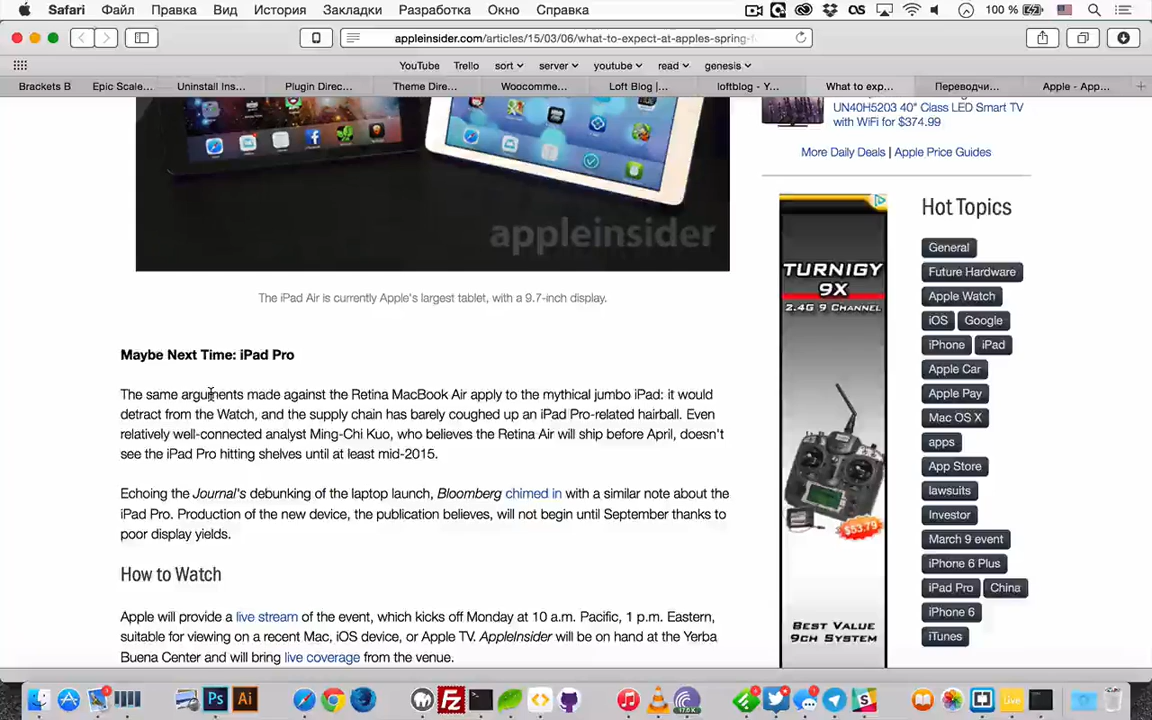 Safari Файл Правка Вид История Закладки Разработка Окно Справка 100 %
appleinsider.com/articles/15/03/06/what-to-expect-at-apples-spring-f
YouTube Trello sort server youtube read genesis
Brackets B Epic Scale... Uninstall Ins... Plugin Direc... Theme Dire... Woocomme... Loft Blog |... loftblog - Y... What to exp... Переводчи... Apple - App...
UN40H5203 40" Class LED Smart TV
with WiFi for $374.99
More Daily Deals | Apple Price Guides
appleinsider
The iPad Air is currently Apple's largest tablet, with a 9.7-inch display.
Maybe Next Time: iPad Pro
The same arguments made against the Retina MacBook Air apply to the mythical jumbo iPad: it would
detract from the Watch, and the supply chain has barely coughed up an iPad Pro-related hairball. Even
relatively well-connected analyst Ming-Chi Kuo, who believes the Retina Air will ship before April, doesn't
see the iPad Pro hitting shelves until at least mid-2015.
Echoing the Journal's debunking of the laptop launch, Bloomberg chimed in with a similar note about the
iPad Pro. Production of the new device, the publication believes, will not begin until September thanks to
poor display yields.
How to Watch
Apple will provide a live stream of the event, which kicks off Monday at 10 a.m. Pacific, 1 p.m. Eastern,
suitable for viewing on a recent Mac, iOS device, or Apple TV. AppleInsider will be on hand at the Yerba
Buena Center and will bring live coverage from the venue.
TURNIGY
9X
2.4G 9 CHANNEL
$53.79
BEST VALUE
9CH SYSTEM
Hot Topics
General
Future Hardware
Apple Watch
iOS Google
iPhone iPad
Apple Car
Apple Pay
Mac OS X
apps
App Store
lawsuits
Investor
March 9 event
iPhone 6 Plus
iPad Pro China
iPhone 6
iTunes
Ps Ai Fz Live